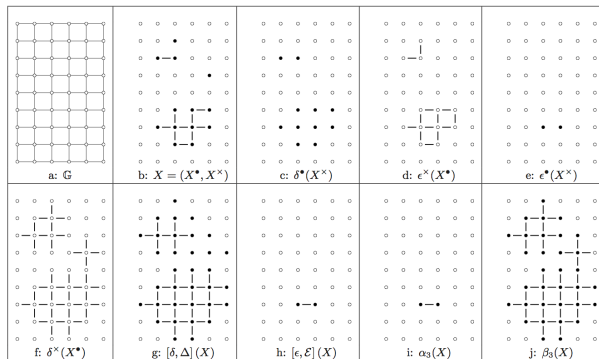 a: 𝔾
b: X = (X•, X×)
c: δ•(X×)
d: ϵ×(X•)
e: ϵ•(X×)
f: δ×(X•)
g: [δ, Δ] (X)
h: [ϵ, ℰ] (X)
i: α₃(X)
j: β₃(X)